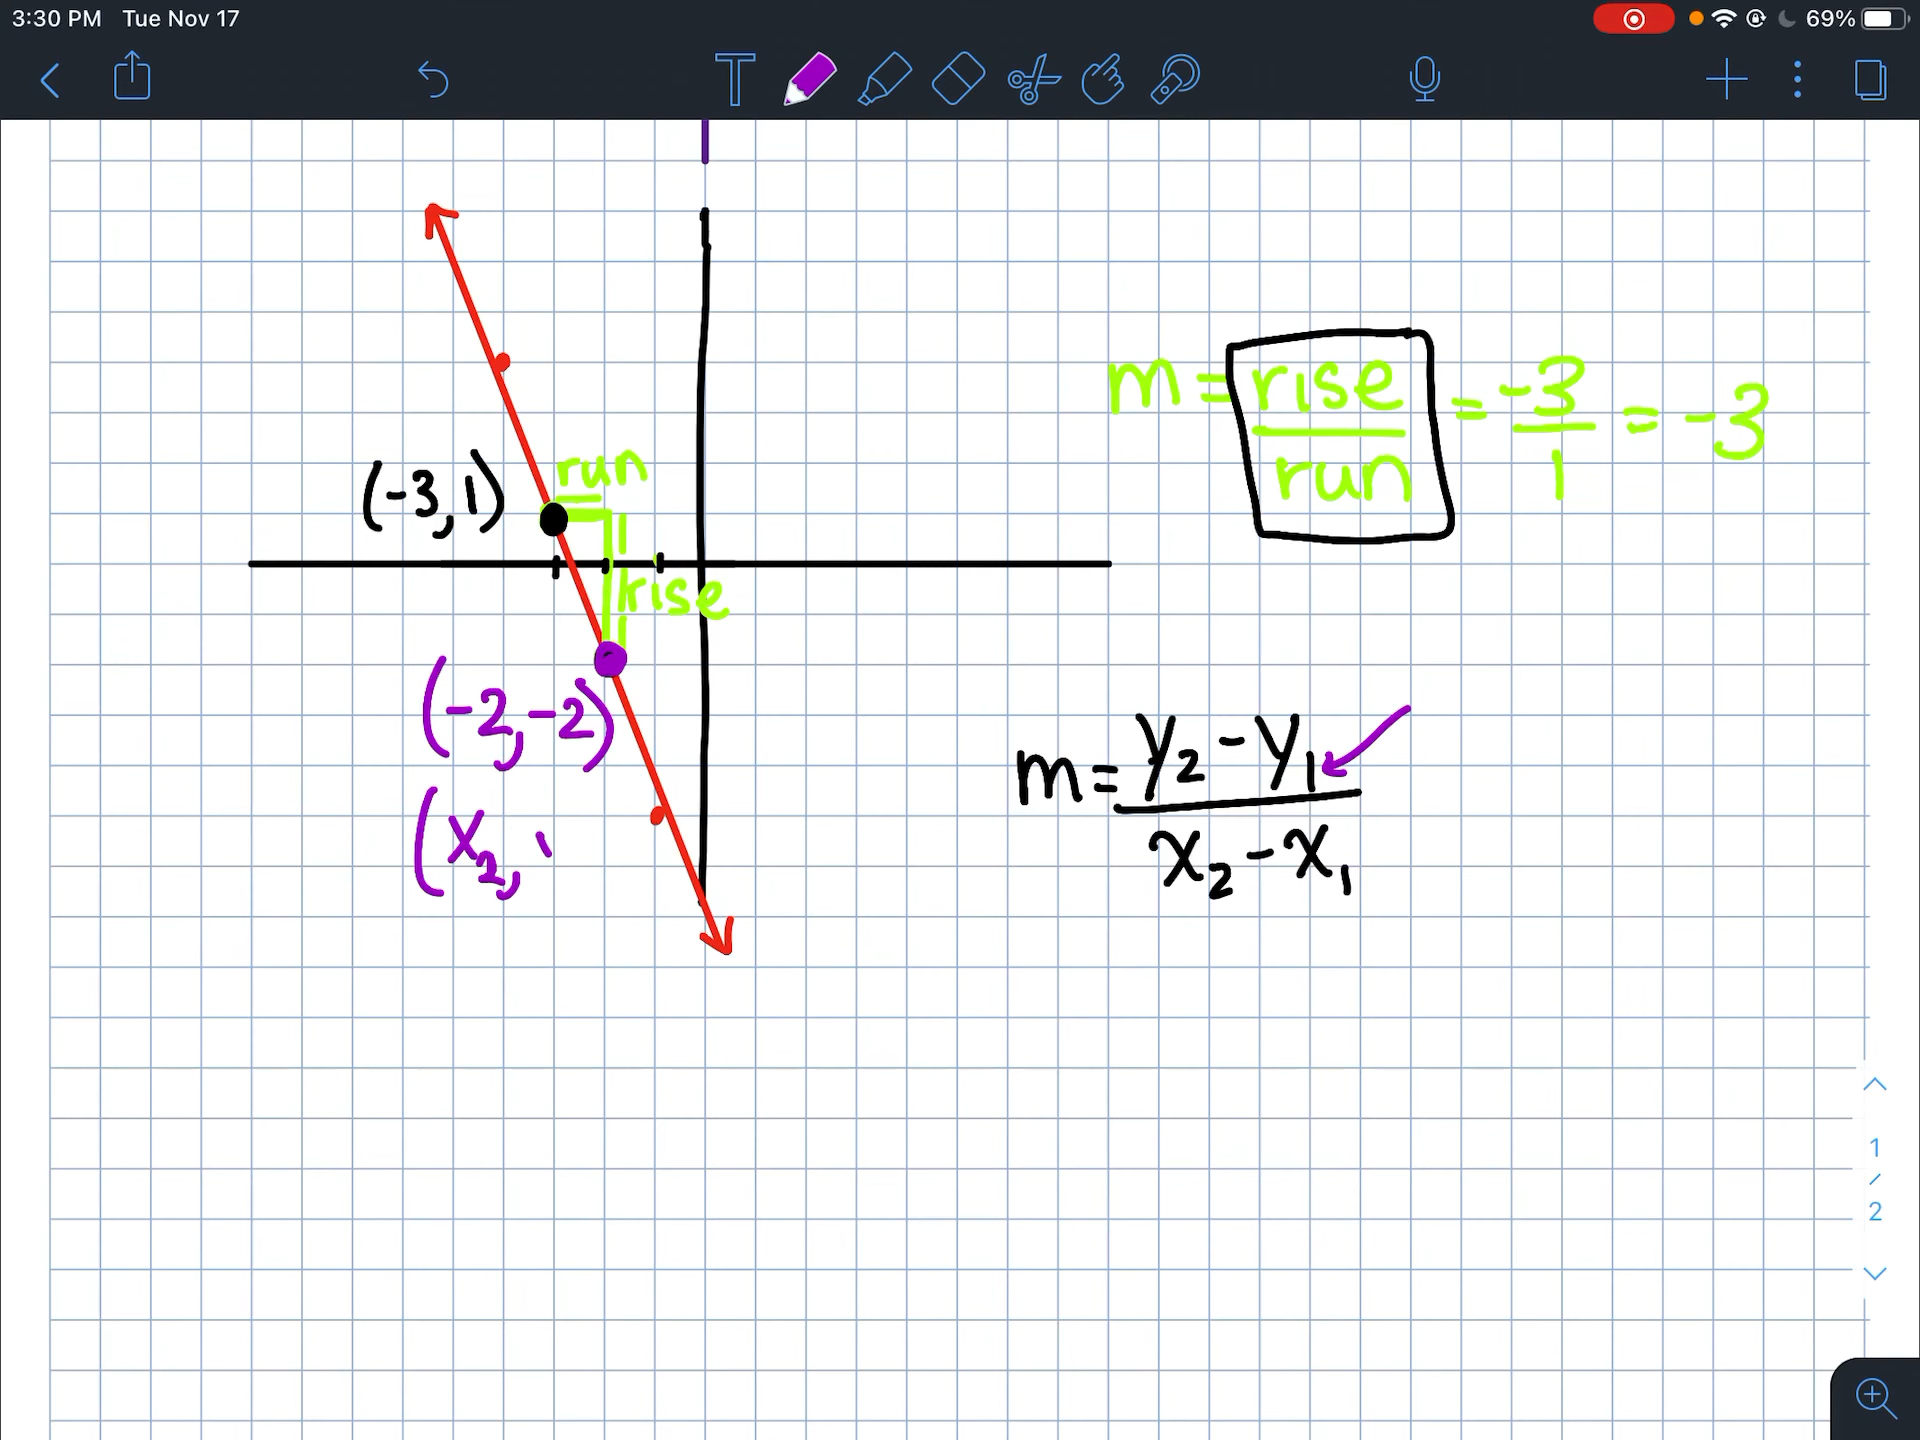 3:30 PM Tue Nov 17
69%
T
m = rise / run = -3 / 1 = -3
(-3, 1)
run
rise
(-2, -2)
(x₂,
m = y₂ - y₁ / x₂ - x₁
1
/
2